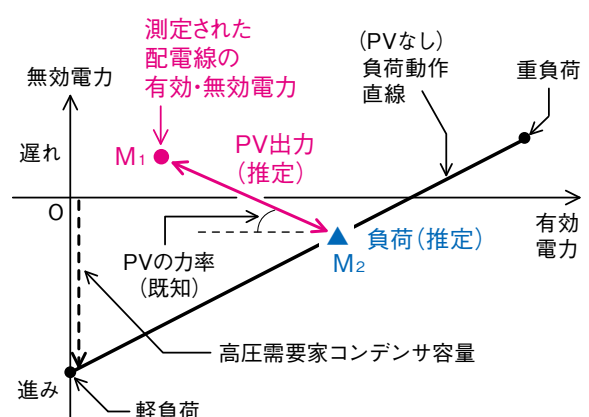 測定された
配電線の
有効・無効電力
無効電力
(PVなし)
負荷動作
直線
重負荷
遅れ
M1
PV出力
(推定)
O
有効
電力
PVの力率
(既知)
負荷(推定)
M2
高圧需要家コンデンサ容量
進み
軽負荷